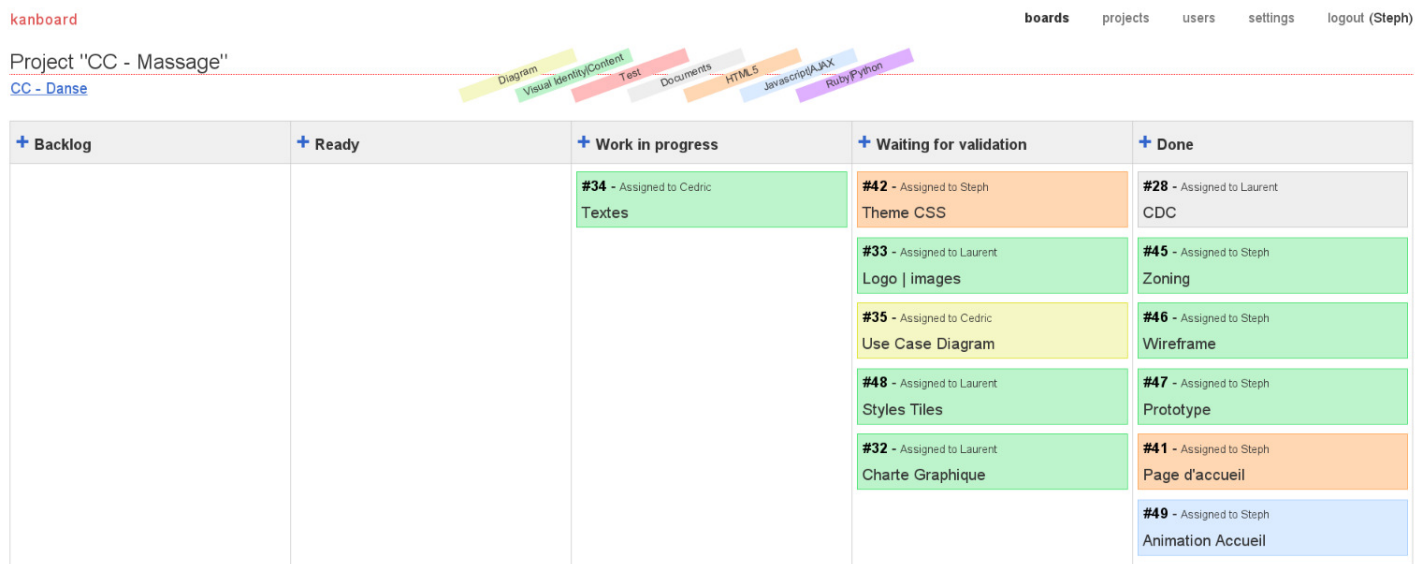 kanboard
boards projects users settings logout (Steph)
Project "CC - Massage"
CC - Danse
Diagram
Visual Identity/Content
Test
Documents
HTML5
Javascript/AJAX
Ruby/Python
+ Backlog
+ Ready
+ Work in progress
+ Waiting for validation
+ Done
#34 - Assigned to Cedric
Textes
#42 - Assigned to Steph
Theme CSS
#33 - Assigned to Laurent
Logo | images
#35 - Assigned to Cedric
Use Case Diagram
#48 - Assigned to Laurent
Styles Tiles
#32 - Assigned to Laurent
Charte Graphique
#28 - Assigned to Laurent
CDC
#45 - Assigned to Steph
Zoning
#46 - Assigned to Steph
Wireframe
#47 - Assigned to Steph
Prototype
#41 - Assigned to Steph
Page d'accueil
#49 - Assigned to Steph
Animation Accueil